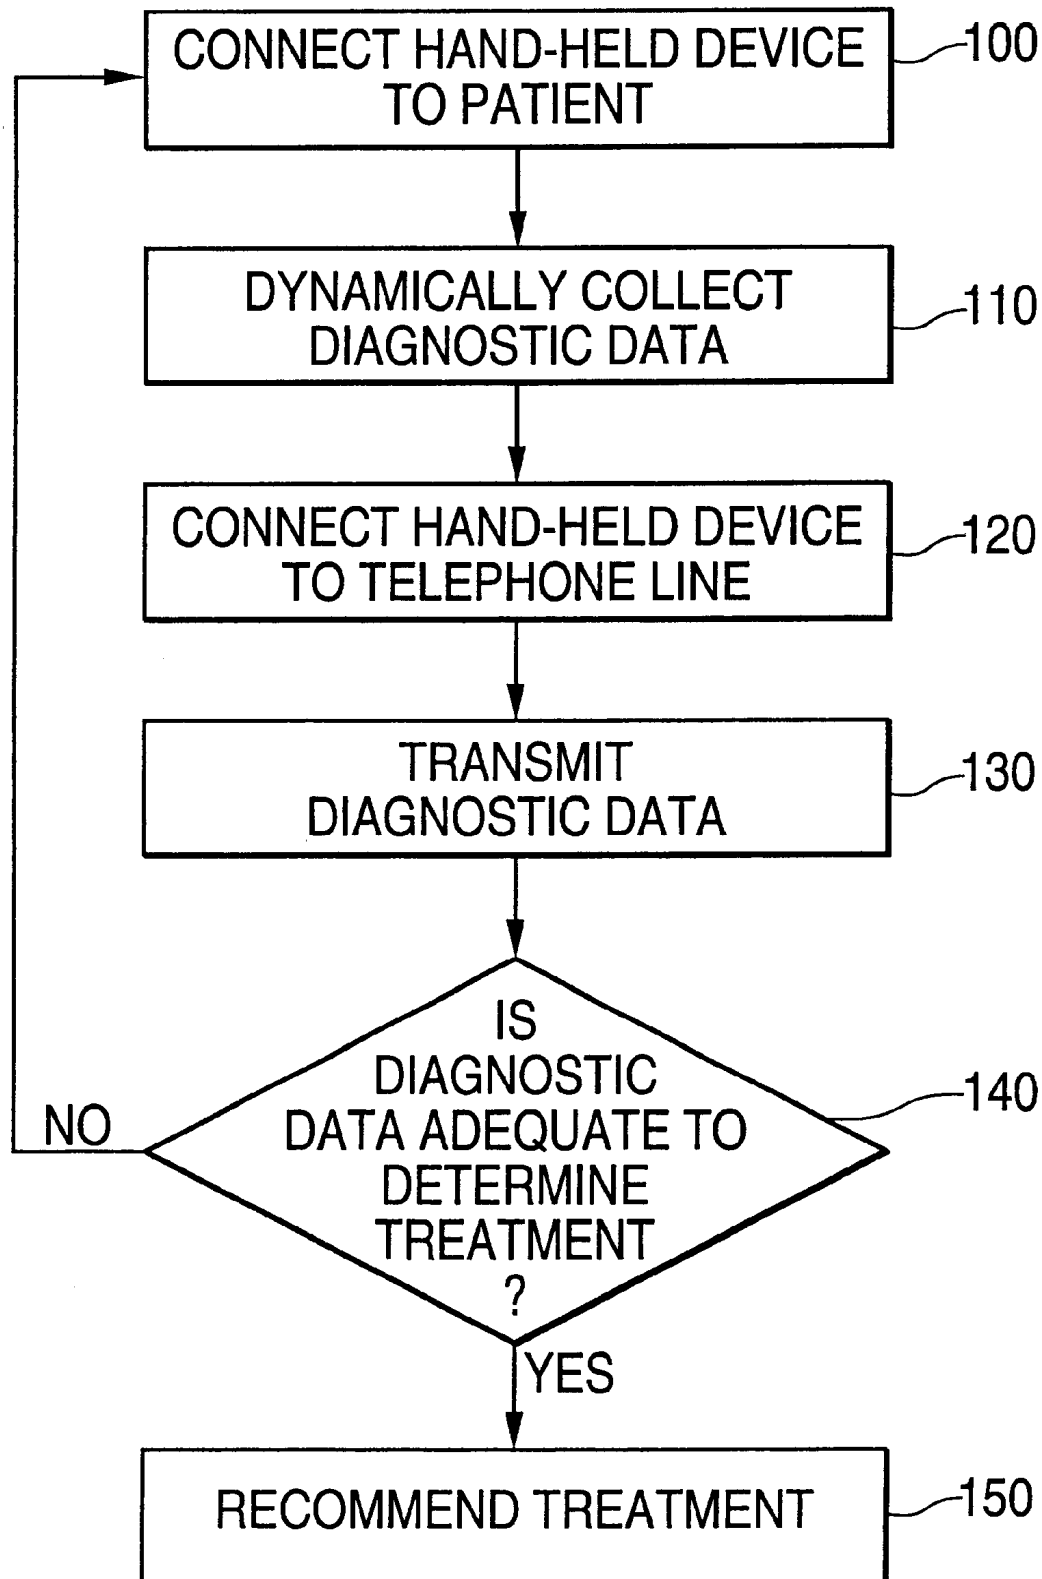 CONNECT HAND-HELD DEVICE
TO PATIENT
100
DYNAMICALLY COLLECT
DIAGNOSTIC DATA
110
CONNECT HAND-HELD DEVICE
TO TELEPHONE LINE
120
TRANSMIT
DIAGNOSTIC DATA
130
IS
DIAGNOSTIC
DATA ADEQUATE TO
DETERMINE
TREATMENT
?
140
NO
YES
RECOMMEND TREATMENT
150